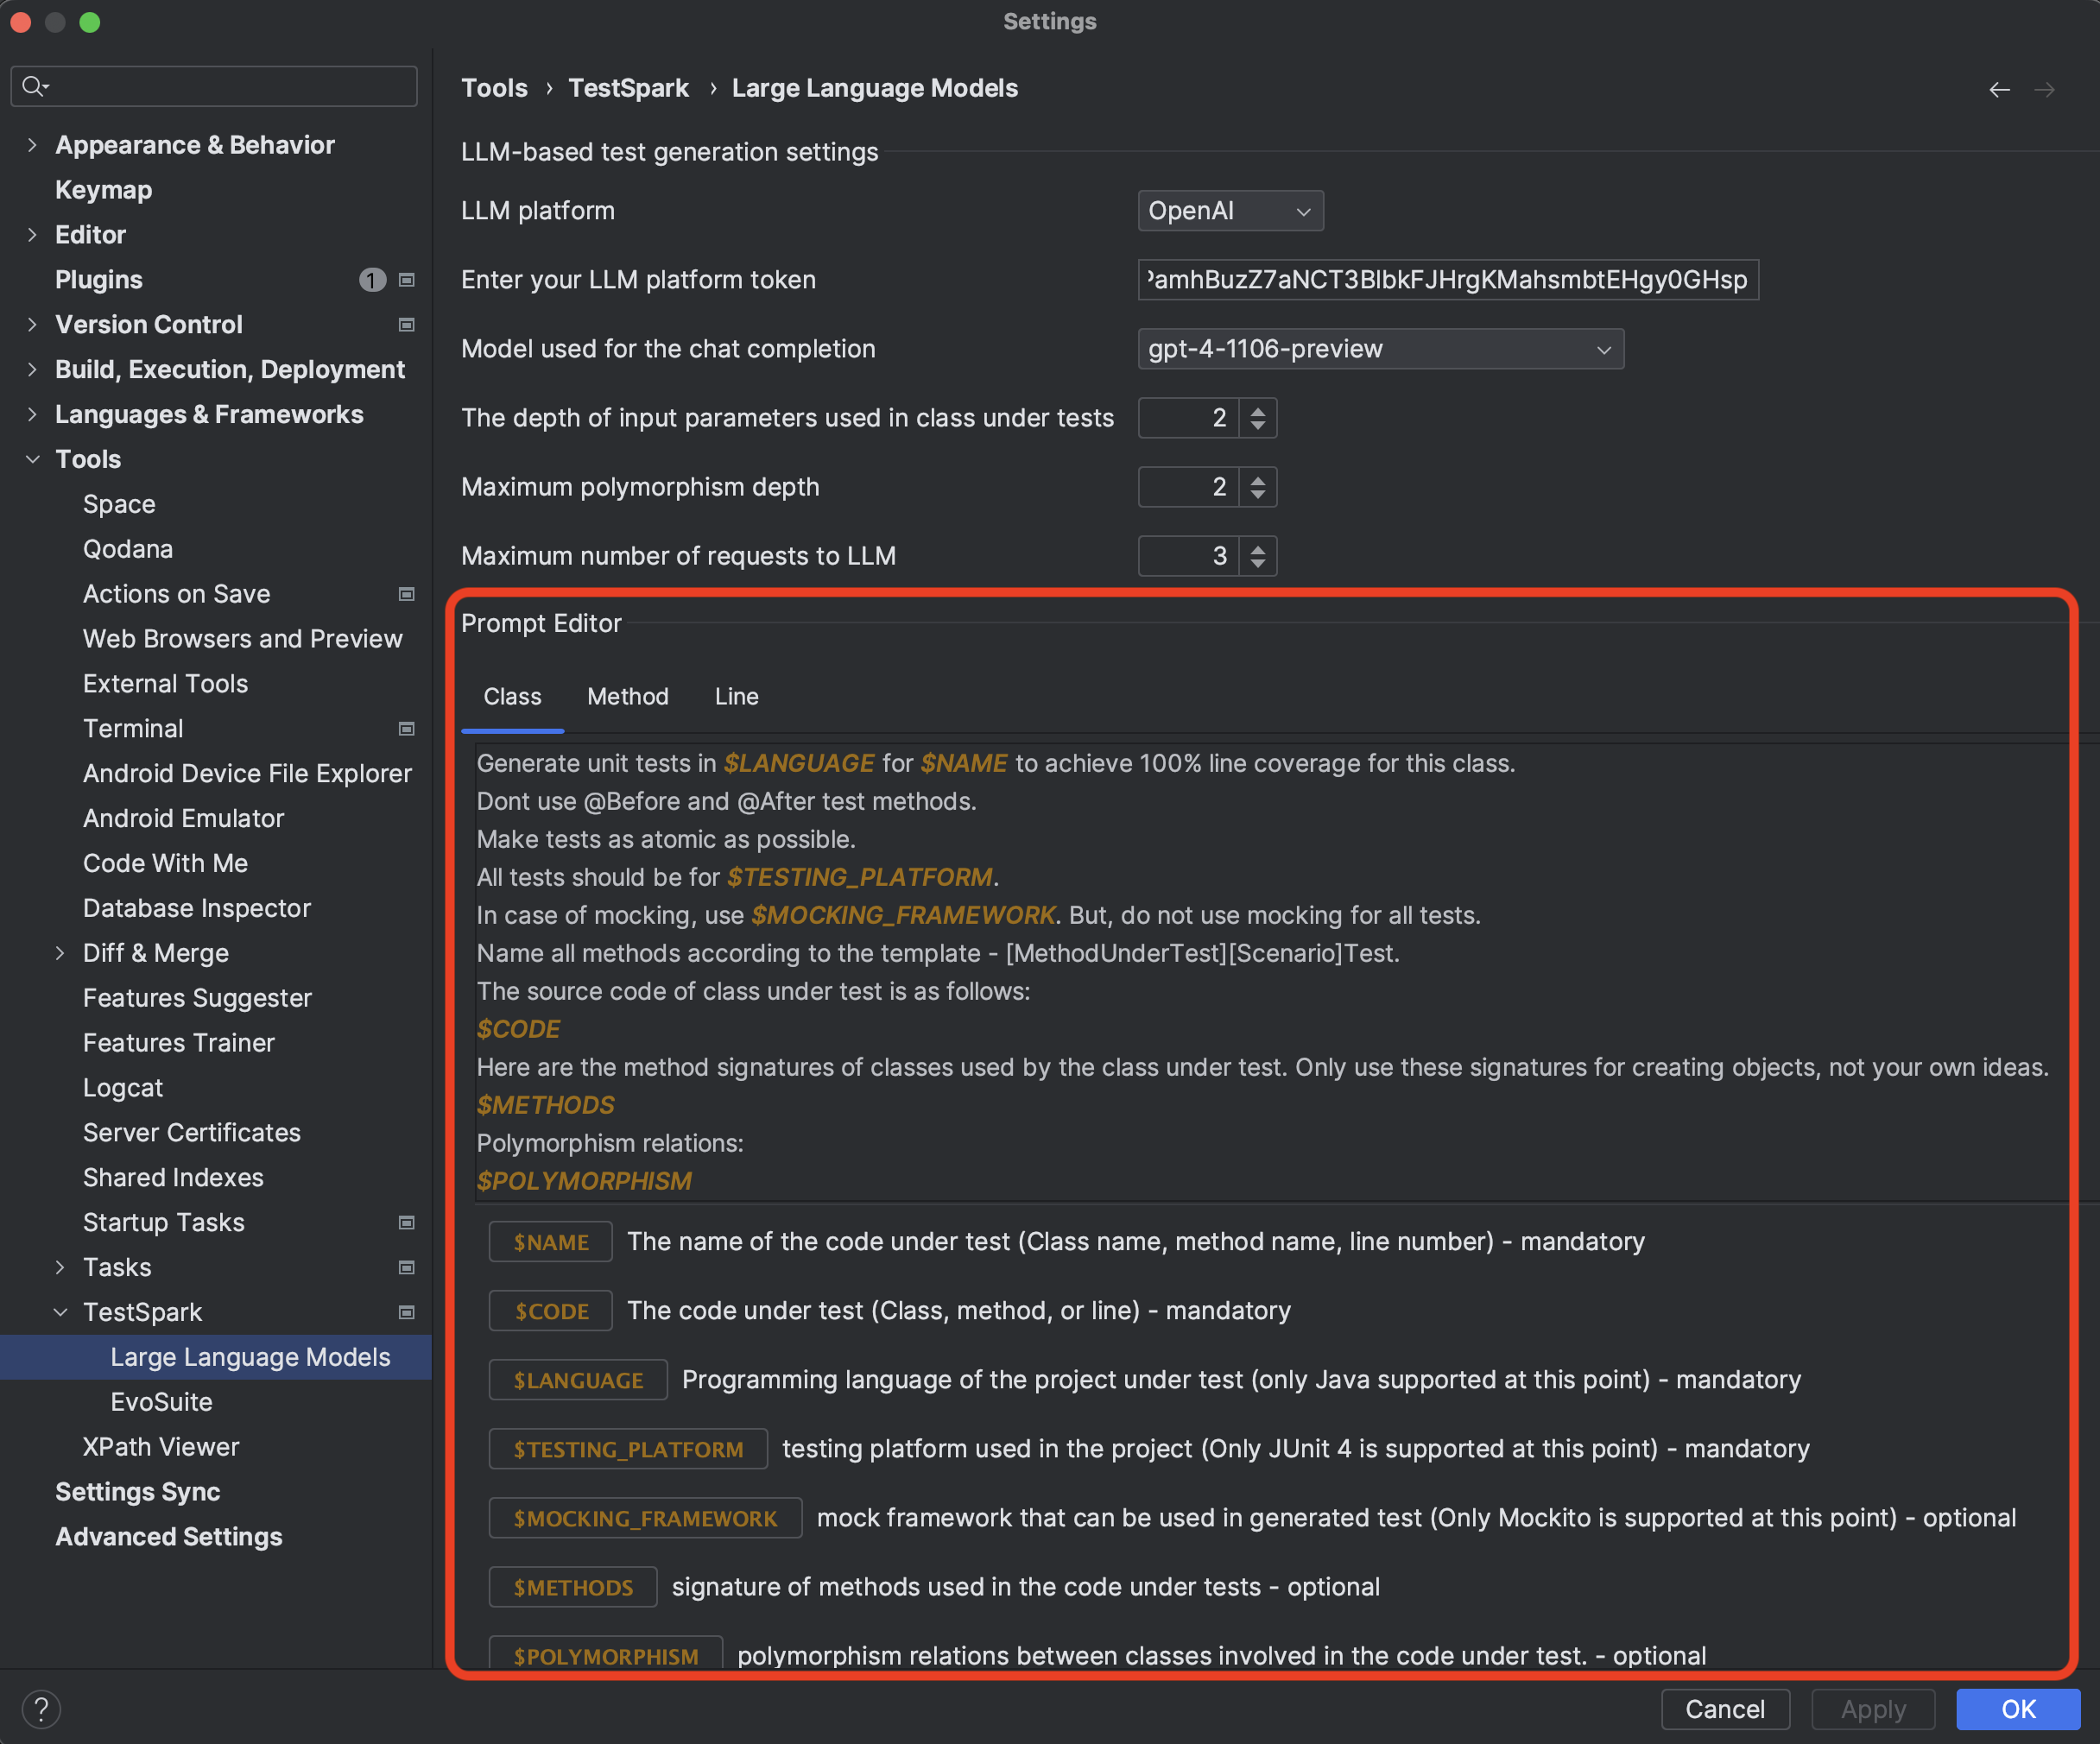 Settings
Tools › TestSpark › Large Language Models
Appearance & Behavior
Keymap
Editor
Plugins 1
Version Control
Build, Execution, Deployment
Languages & Frameworks
Tools
Space
Qodana
Actions on Save
Web Browsers and Preview
External Tools
Terminal
Android Device File Explorer
Android Emulator
Code With Me
Database Inspector
Diff & Merge
Features Suggester
Features Trainer
Logcat
Server Certificates
Shared Indexes
Startup Tasks
Tasks
TestSpark
Large Language Models
EvoSuite
XPath Viewer
Settings Sync
Advanced Settings
LLM-based test generation settings
LLM platform OpenAI
Enter your LLM platform token PamhBuzZ7aNCT3BlbkFJHrgKMahsmbtEHgy0GHsp
Model used for the chat completion gpt-4-1106-preview
The depth of input parameters used in class under tests 2
Maximum polymorphism depth 2
Maximum number of requests to LLM 3
Prompt Editor
Class Method Line
Generate unit tests in $LANGUAGE for $NAME to achieve 100% line coverage for this class.
Dont use @Before and @After test methods.
Make tests as atomic as possible.
All tests should be for $TESTING_PLATFORM.
In case of mocking, use $MOCKING_FRAMEWORK. But, do not use mocking for all tests.
Name all methods according to the template - [MethodUnderTest][Scenario]Test.
The source code of class under test is as follows:
$CODE
Here are the method signatures of classes used by the class under test. Only use these signatures for creating objects, not your own ideas.
$METHODS
Polymorphism relations:
$POLYMORPHISM
$NAME The name of the code under test (Class name, method name, line number) - mandatory
$CODE The code under test (Class, method, or line) - mandatory
$LANGUAGE Programming language of the project under test (only Java supported at this point) - mandatory
$TESTING_PLATFORM testing platform used in the project (Only JUnit 4 is supported at this point) - mandatory
$MOCKING_FRAMEWORK mock framework that can be used in generated test (Only Mockito is supported at this point) - optional
$METHODS signature of methods used in the code under tests - optional
$POLYMORPHISM polymorphism relations between classes involved in the code under test. - optional
?
Cancel Apply OK